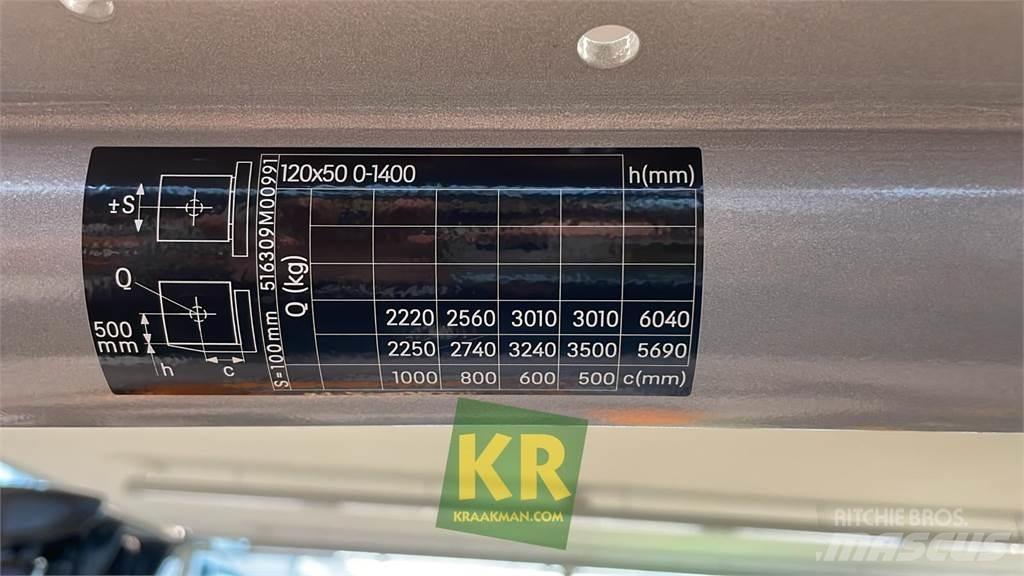 ±S
Q
500
mm
h
c
S=100mm 516309M00991
120x50 0-1400
h(mm)
Q (kg)
2220 2560 3010 3010 6040
2250 2740 3240 3500 5690
1000 800 600 500 c(mm)
KR
KRAAKMAN.COM
RITCHIE BROS.
MASCUS